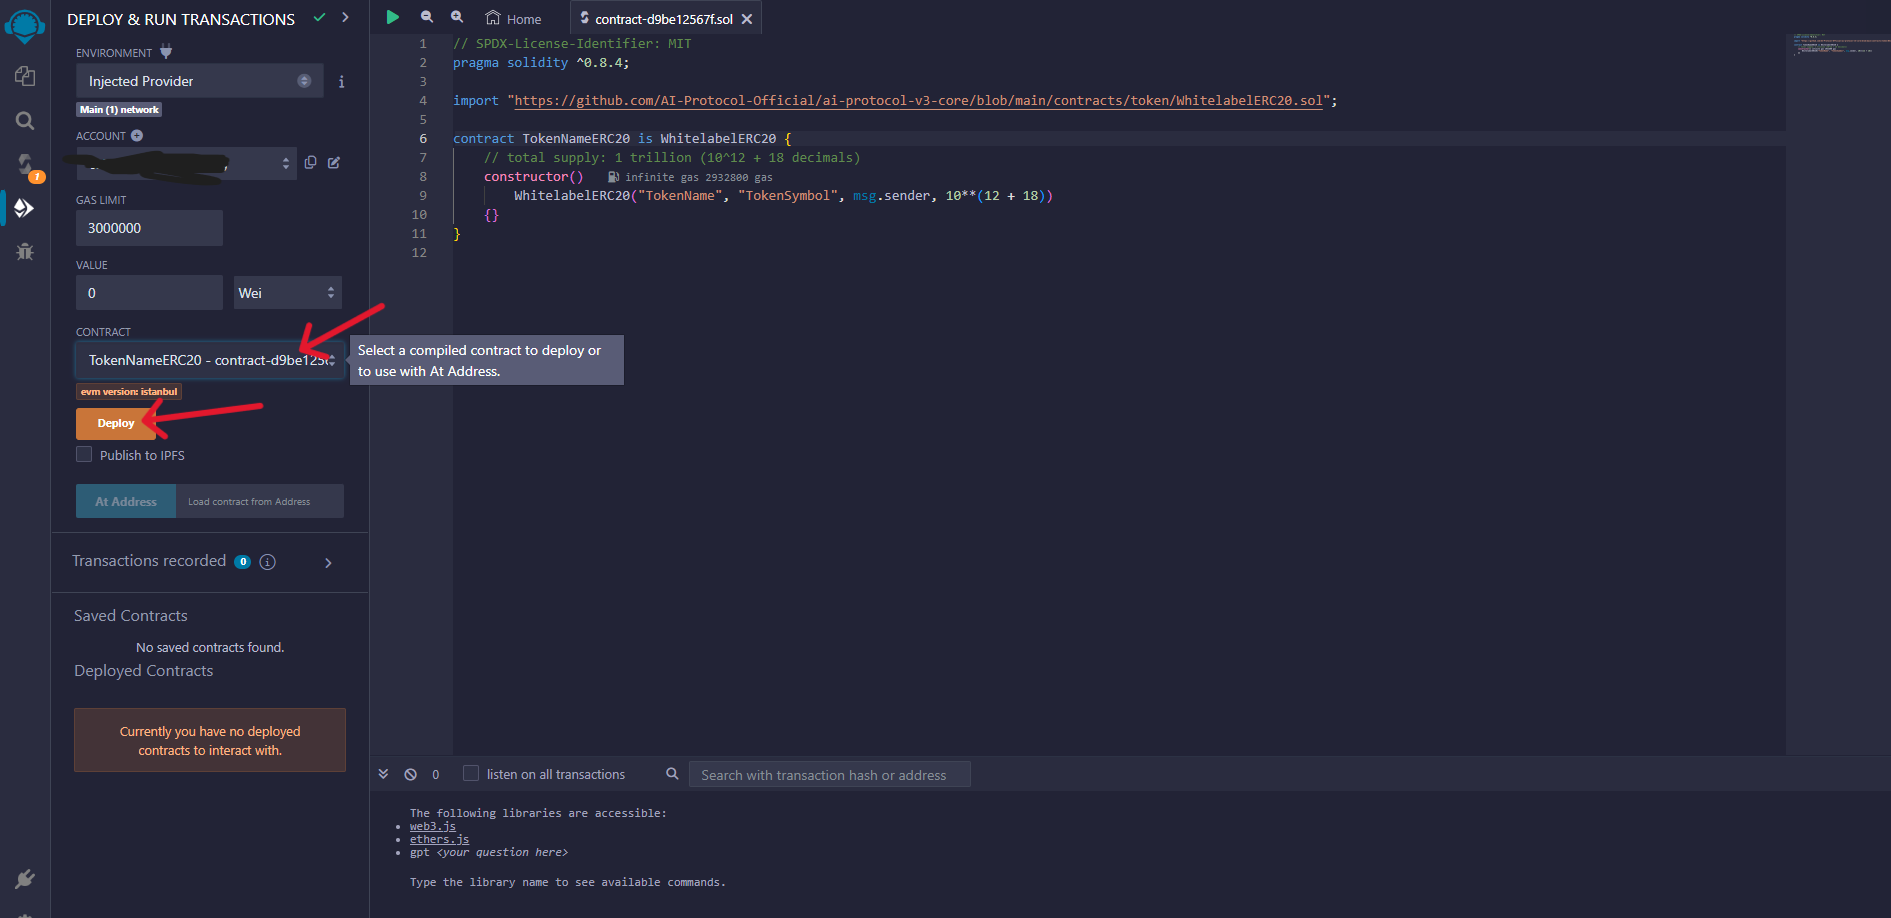 DEPLOY & RUN TRANSACTIONS
ENVIRONMENT
Injected Provider
Main (1) network
ACCOUNT
GAS LIMIT
3000000
VALUE
0
Wei
CONTRACT
TokenNameERC20 - contract-d9be125
evm version: istanbul
Deploy
Publish to IPFS
At Address
Load contract from Address
Transactions recorded 0
Saved Contracts
No saved contracts found.
Deployed Contracts
Currently you have no deployed
contracts to interact with.
1
Home
contract-d9be12567f.sol
1 // SPDX-License-Identifier: MIT
2 pragma solidity ^0.8.4;
3
4 import "https://github.com/AI-Protocol-Official/ai-protocol-v3-core/blob/main/contracts/token/WhitelabelERC20.sol";
5
6 contract TokenNameERC20 is WhitelabelERC20 {
7 // total supply: 1 trillion (10^12 + 18 decimals)
8 constructor() infinite gas 2932800 gas
9 WhitelabelERC20("TokenName", "TokenSymbol", msg.sender, 10**(12 + 18))
10 {}
11 }
12
Select a compiled contract to deploy or
to use with At Address.
0
listen on all transactions
Search with transaction hash or address
The following libraries are accessible:
web3.js
ethers.js
gpt <your question here>
Type the library name to see available commands.